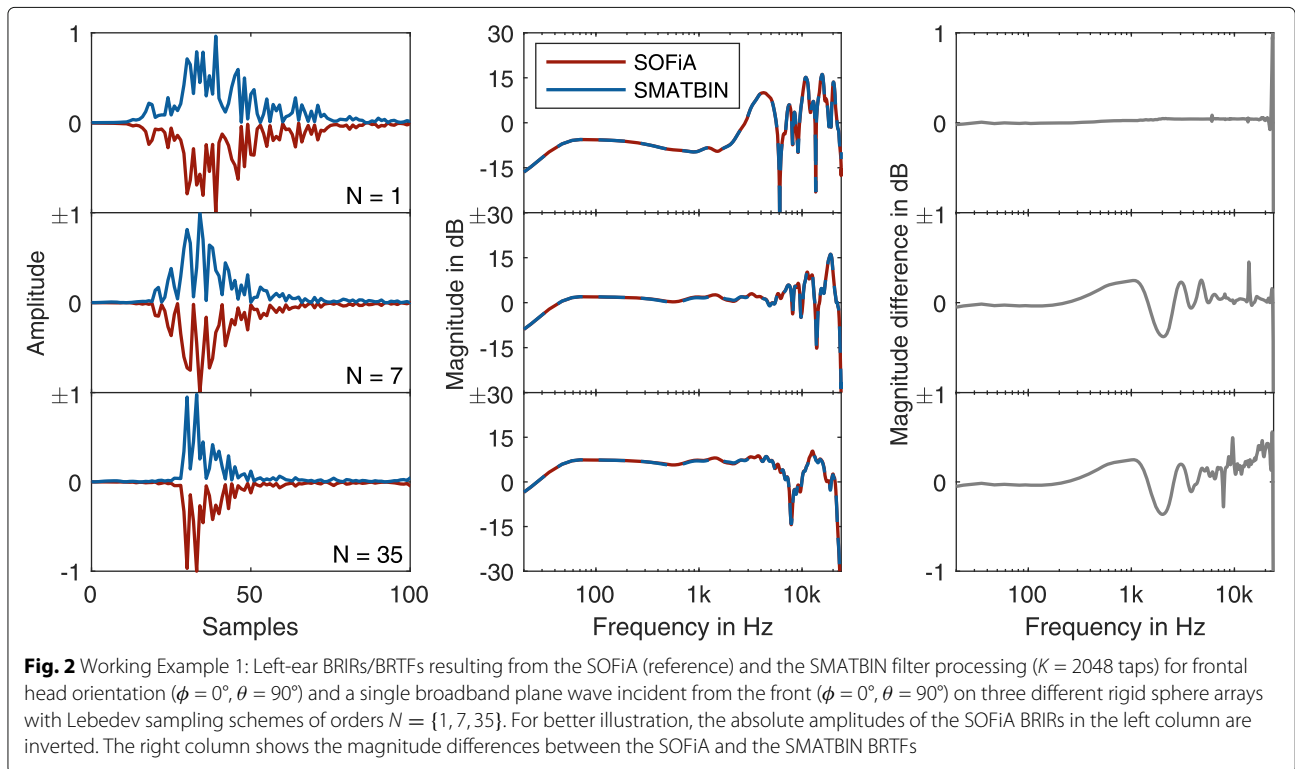 1
0
±1
0
±1
0
-1
Amplitude
N = 1
N = 7
N = 35
0 50 100
Samples
30
15
0
-15
±30
15
0
-15
±30
15
0
-15
-30
Magnitude in dB
SOFiA
SMATBIN
100 1k 10k
Frequency in Hz
1
0
±1
0
±1
0
-1
Magnitude difference in dB
100 1k 10k
Frequency in Hz
Fig. 2 Working Example 1: Left-ear BRIRs/BRTFs resulting from the SOFiA (reference) and the SMATBIN filter processing (K = 2048 taps) for frontal
head orientation (ϕ = 0°, θ = 90°) and a single broadband plane wave incident from the front (ϕ = 0°, θ = 90°) on three different rigid sphere arrays
with Lebedev sampling schemes of orders N = {1, 7, 35}. For better illustration, the absolute amplitudes of the SOFiA BRIRs in the left column are
inverted. The right column shows the magnitude differences between the SOFiA and the SMATBIN BRTFs